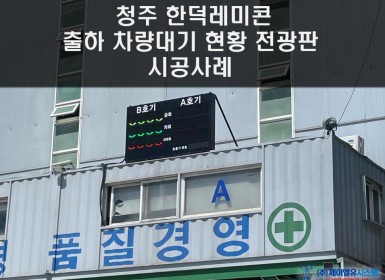 청주 한덕레미콘
출하 차량대기 현황 전광판
시공사례
B호기 A호기
A
품질경영
(주)제이엠유시스템